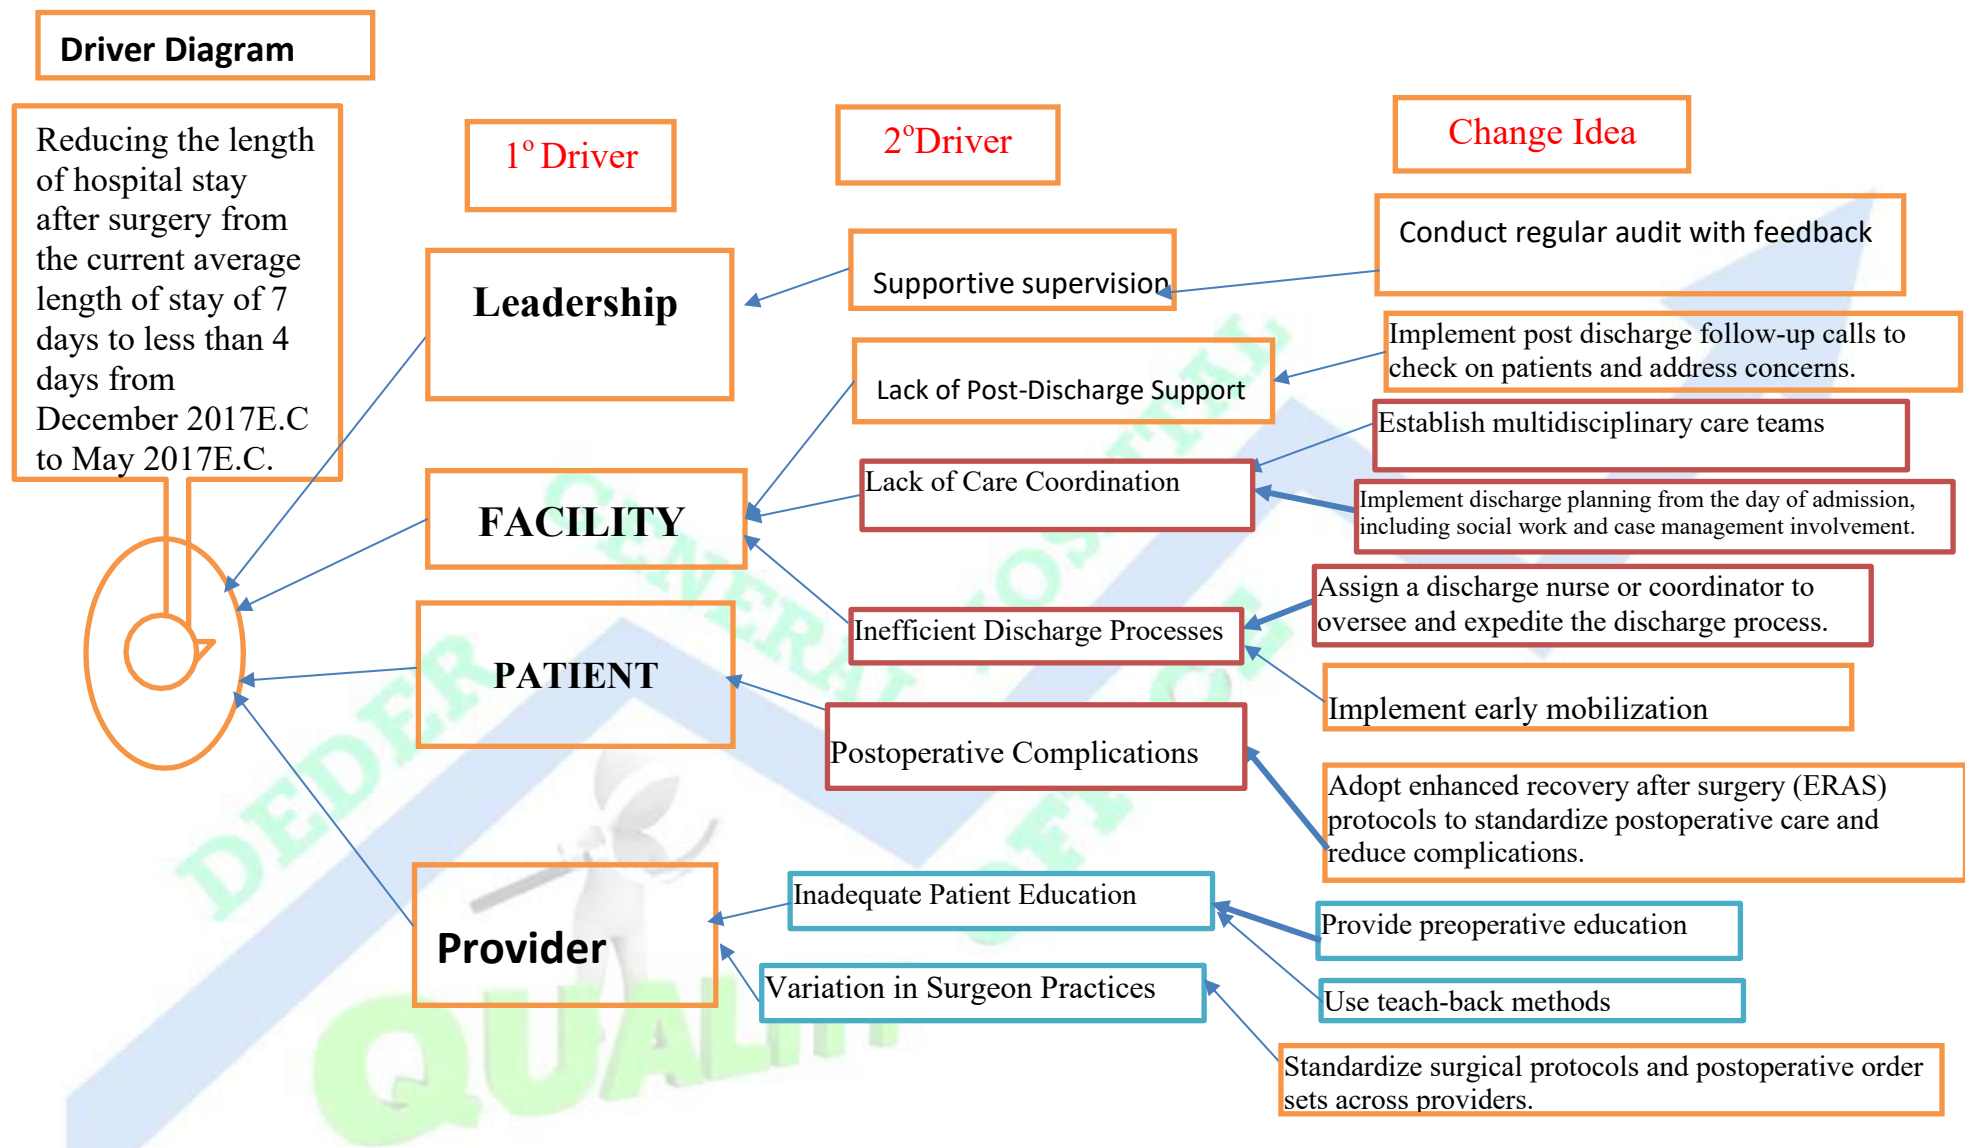 Driver Diagram
Reducing the length
of hospital stay
after surgery from
the current average
length of stay of 7
days to less than 4
days from
December 2017E.C
to May 2017E.C.
1° Driver
2°Driver
Change Idea
Leadership
Supportive supervision
Conduct regular audit with feedback
Lack of Post-Discharge Support
Implement post discharge follow-up calls to
check on patients and address concerns.
FACILITY
Lack of Care Coordination
Establish multidisciplinary care teams
Implement discharge planning from the day of admission,
including social work and case management involvement.
Inefficient Discharge Processes
Assign a discharge nurse or coordinator to
oversee and expedite the discharge process.
Implement early mobilization
PATIENT
Postoperative Complications
Adopt enhanced recovery after surgery (ERAS)
protocols to standardize postoperative care and
reduce complications.
Provider
Inadequate Patient Education
Provide preoperative education
Use teach-back methods
Variation in Surgeon Practices
Standardize surgical protocols and postoperative order
sets across providers.
DEDER GENERAL HOSPITAL
QUALITY OFFICE